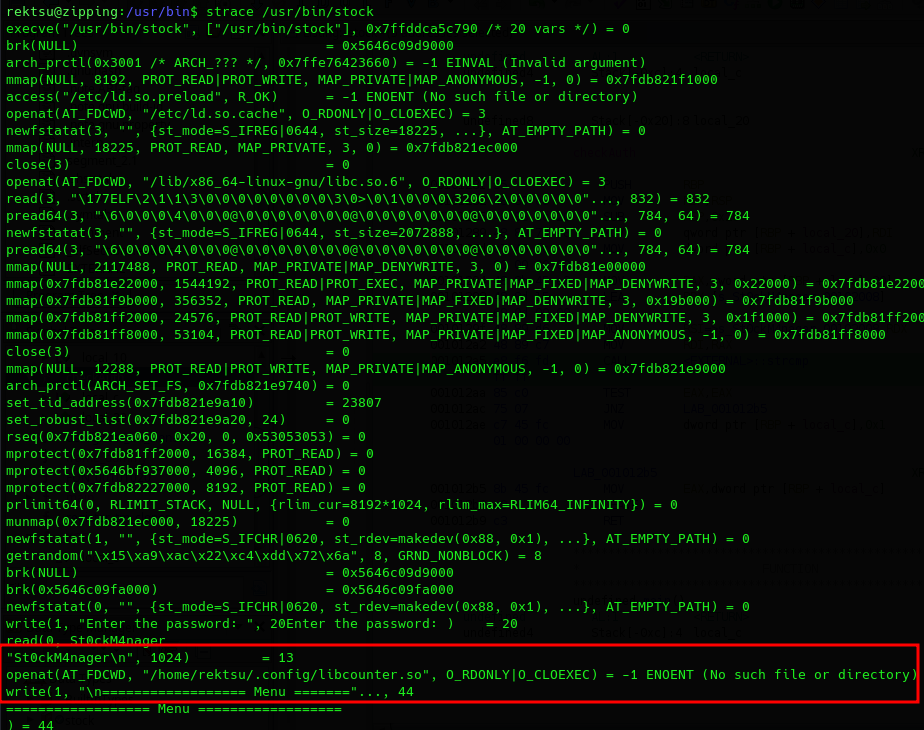 rektsu@zipping:/usr/bin$ strace /usr/bin/stock
execve("/usr/bin/stock", ["/usr/bin/stock"], 0x7ffddca5c790 /* 20 vars */) = 0
brk(NULL) = 0x5646c09d9000
arch_prctl(0x3001 /* ARCH_??? */, 0x7ffe76423660) = -1 EINVAL (Invalid argument)
mmap(NULL, 8192, PROT_READ|PROT_WRITE, MAP_PRIVATE|MAP_ANONYMOUS, -1, 0) = 0x7fdb821f1000
access("/etc/ld.so.preload", R_OK) = -1 ENOENT (No such file or directory)
openat(AT_FDCWD, "/etc/ld.so.cache", O_RDONLY|O_CLOEXEC) = 3
newfstatat(3, "", {st_mode=S_IFREG|0644, st_size=18225, ...}, AT_EMPTY_PATH) = 0
mmap(NULL, 18225, PROT_READ, MAP_PRIVATE, 3, 0) = 0x7fdb821ec000
close(3) = 0
openat(AT_FDCWD, "/lib/x86_64-linux-gnu/libc.so.6", O_RDONLY|O_CLOEXEC) = 3
read(3, "\177ELF\2\1\1\3\0\0\0\0\0\0\0\0\3\0>\0\1\0\0\0\3206\2\0\0\0\0\0"..., 832) = 832
pread64(3, "\6\0\0\0\4\0\0\0@\0\0\0\0\0\0\0@\0\0\0\0\0\0\0@\0\0\0\0\0\0\0"..., 784, 64) = 784
newfstatat(3, "", {st_mode=S_IFREG|0644, st_size=2072888, ...}, AT_EMPTY_PATH) = 0
pread64(3, "\6\0\0\0\4\0\0\0@\0\0\0\0\0\0\0@\0\0\0\0\0\0\0@\0\0\0\0\0\0\0"..., 784, 64) = 784
mmap(NULL, 2117488, PROT_READ, MAP_PRIVATE|MAP_DENYWRITE, 3, 0) = 0x7fdb81e00000
mmap(0x7fdb81e22000, 1544192, PROT_READ|PROT_EXEC, MAP_PRIVATE|MAP_FIXED|MAP_DENYWRITE, 3, 0x22000) = 0x7fdb81e2200
mmap(0x7fdb81f9b000, 356352, PROT_READ, MAP_PRIVATE|MAP_FIXED|MAP_DENYWRITE, 3, 0x19b000) = 0x7fdb81f9b000
mmap(0x7fdb81ff2000, 24576, PROT_READ|PROT_WRITE, MAP_PRIVATE|MAP_FIXED|MAP_DENYWRITE, 3, 0x1f1000) = 0x7fdb81ff200
mmap(0x7fdb81ff8000, 53104, PROT_READ|PROT_WRITE, MAP_PRIVATE|MAP_FIXED|MAP_ANONYMOUS, -1, 0) = 0x7fdb81ff8000
close(3) = 0
mmap(NULL, 12288, PROT_READ|PROT_WRITE, MAP_PRIVATE|MAP_ANONYMOUS, -1, 0) = 0x7fdb821e9000
arch_prctl(ARCH_SET_FS, 0x7fdb821e9740) = 0
set_tid_address(0x7fdb821e9a10) = 23807
set_robust_list(0x7fdb821e9a20, 24) = 0
rseq(0x7fdb821ea060, 0x20, 0, 0x53053053) = 0
mprotect(0x7fdb81ff2000, 16384, PROT_READ) = 0
mprotect(0x5646bf937000, 4096, PROT_READ) = 0
mprotect(0x7fdb82227000, 8192, PROT_READ) = 0
prlimit64(0, RLIMIT_STACK, NULL, {rlim_cur=8192*1024, rlim_max=RLIM64_INFINITY}) = 0
munmap(0x7fdb821ec000, 18225) = 0
newfstatat(1, "", {st_mode=S_IFCHR|0620, st_rdev=makedev(0x88, 0x1), ...}, AT_EMPTY_PATH) = 0
getrandom("\x15\xa9\xac\x22\xc4\xdd\x72\x6a", 8, GRND_NONBLOCK) = 8
brk(NULL) = 0x5646c09d9000
brk(0x5646c09fa000) = 0x5646c09fa000
newfstatat(0, "", {st_mode=S_IFCHR|0620, st_rdev=makedev(0x88, 0x1), ...}, AT_EMPTY_PATH) = 0
write(1, "Enter the password: ", 20Enter the password: ) = 20
read(0, St0ckM4nager
"St0ckM4nager\n", 1024) = 13
openat(AT_FDCWD, "/home/rektsu/.config/libcounter.so", O_RDONLY|O_CLOEXEC) = -1 ENOENT (No such file or directory)
write(1, "\n================== Menu ======="..., 44
================== Menu ==================
) = 44